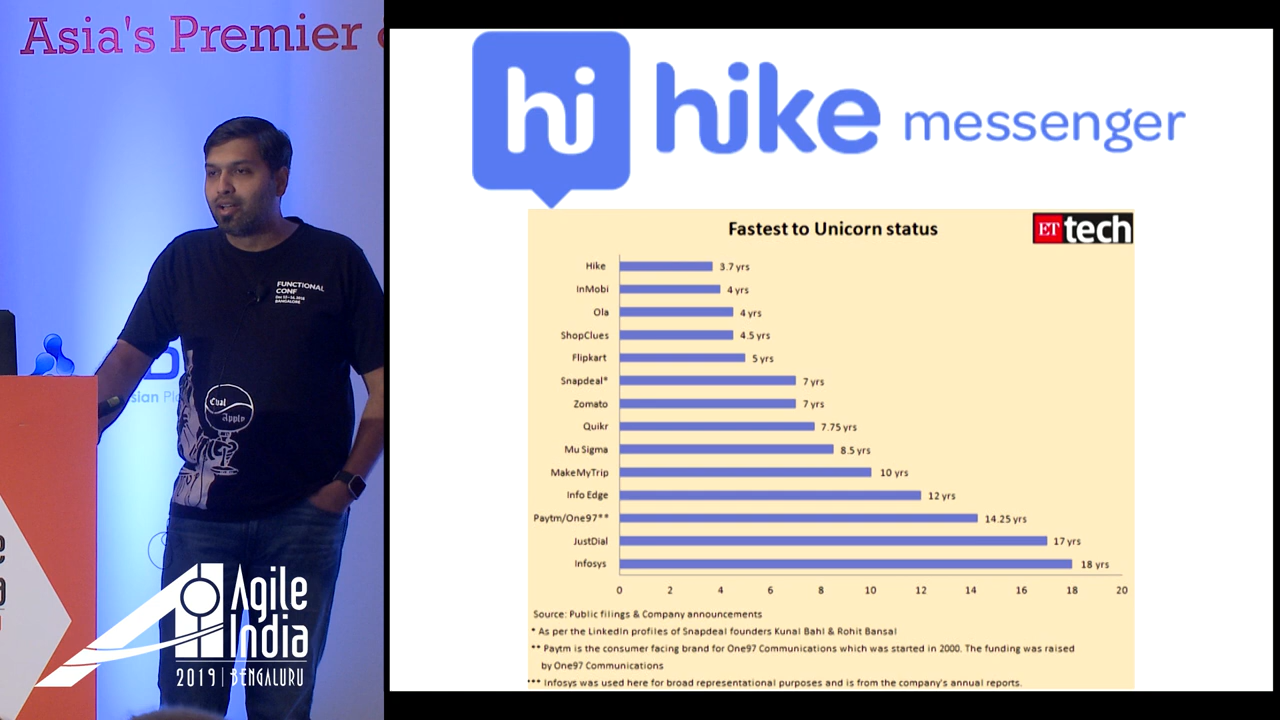 Asia's Premier
hi hike messenger
Fastest to Unicorn status
ET tech
Hike 3.7 yrs
InMobi 4 yrs
Ola 4 yrs
ShopClues 4.5 yrs
Flipkart 5 yrs
Snapdeal* 7 yrs
Zomato 7 yrs
Quikr 7.75 yrs
Mu Sigma 8.5 yrs
MakeMyTrip 10 yrs
Info Edge 12 yrs
Paytm/One97** 14.25 yrs
JustDial 17 yrs
Infosys 18 yrs
0 2 4 6 8 10 12 14 16 18 20
Source: Public filings & Company announcements
* As per the LinkedIn profiles of Snapdeal founders Kunal Bahl & Rohit Bansal
** Paytm is the consumer facing brand for One97 Communications which was started in 2000. The funding was raised
by One97 Communications
*** Infosys was used here for broad representational purposes and is from the company's annual reports.
FUNCTIONAL
CONF
BANGALORE
Eval
Apply
Agile
India
2019 | BENGALURU